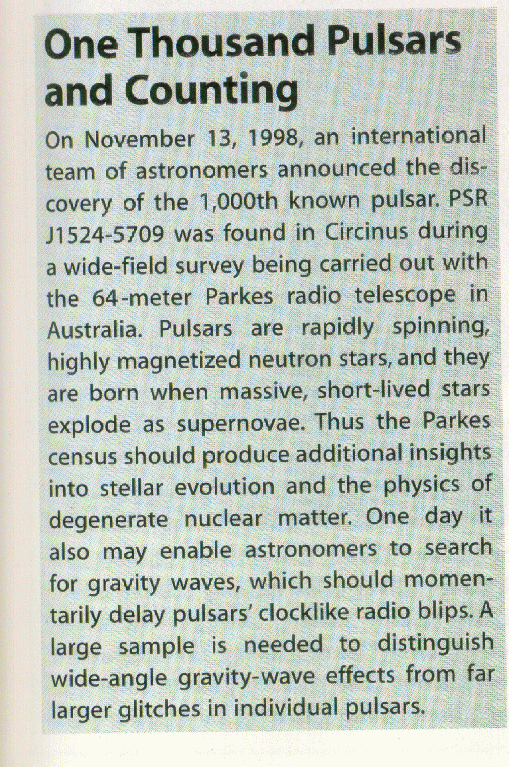 One Thousand Pulsars
and Counting
On November 13, 1998, an international
team of astronomers announced the dis-
covery of the 1,000th known pulsar. PSR
J1524-5709 was found in Circinus during
a wide-field survey being carried out with
the 64-meter Parkes radio telescope in
Australia. Pulsars are rapidly spinning,
highly magnetized neutron stars, and they
are born when massive, short-lived stars
explode as supernovae. Thus the Parkes
census should produce additional insights
into stellar evolution and the physics of
degenerate nuclear matter. One day it
also may enable astronomers to search
for gravity waves, which should momen-
tarily delay pulsars' clocklike radio blips. A
large sample is needed to distinguish
wide-angle gravity-wave effects from far
larger glitches in individual pulsars.